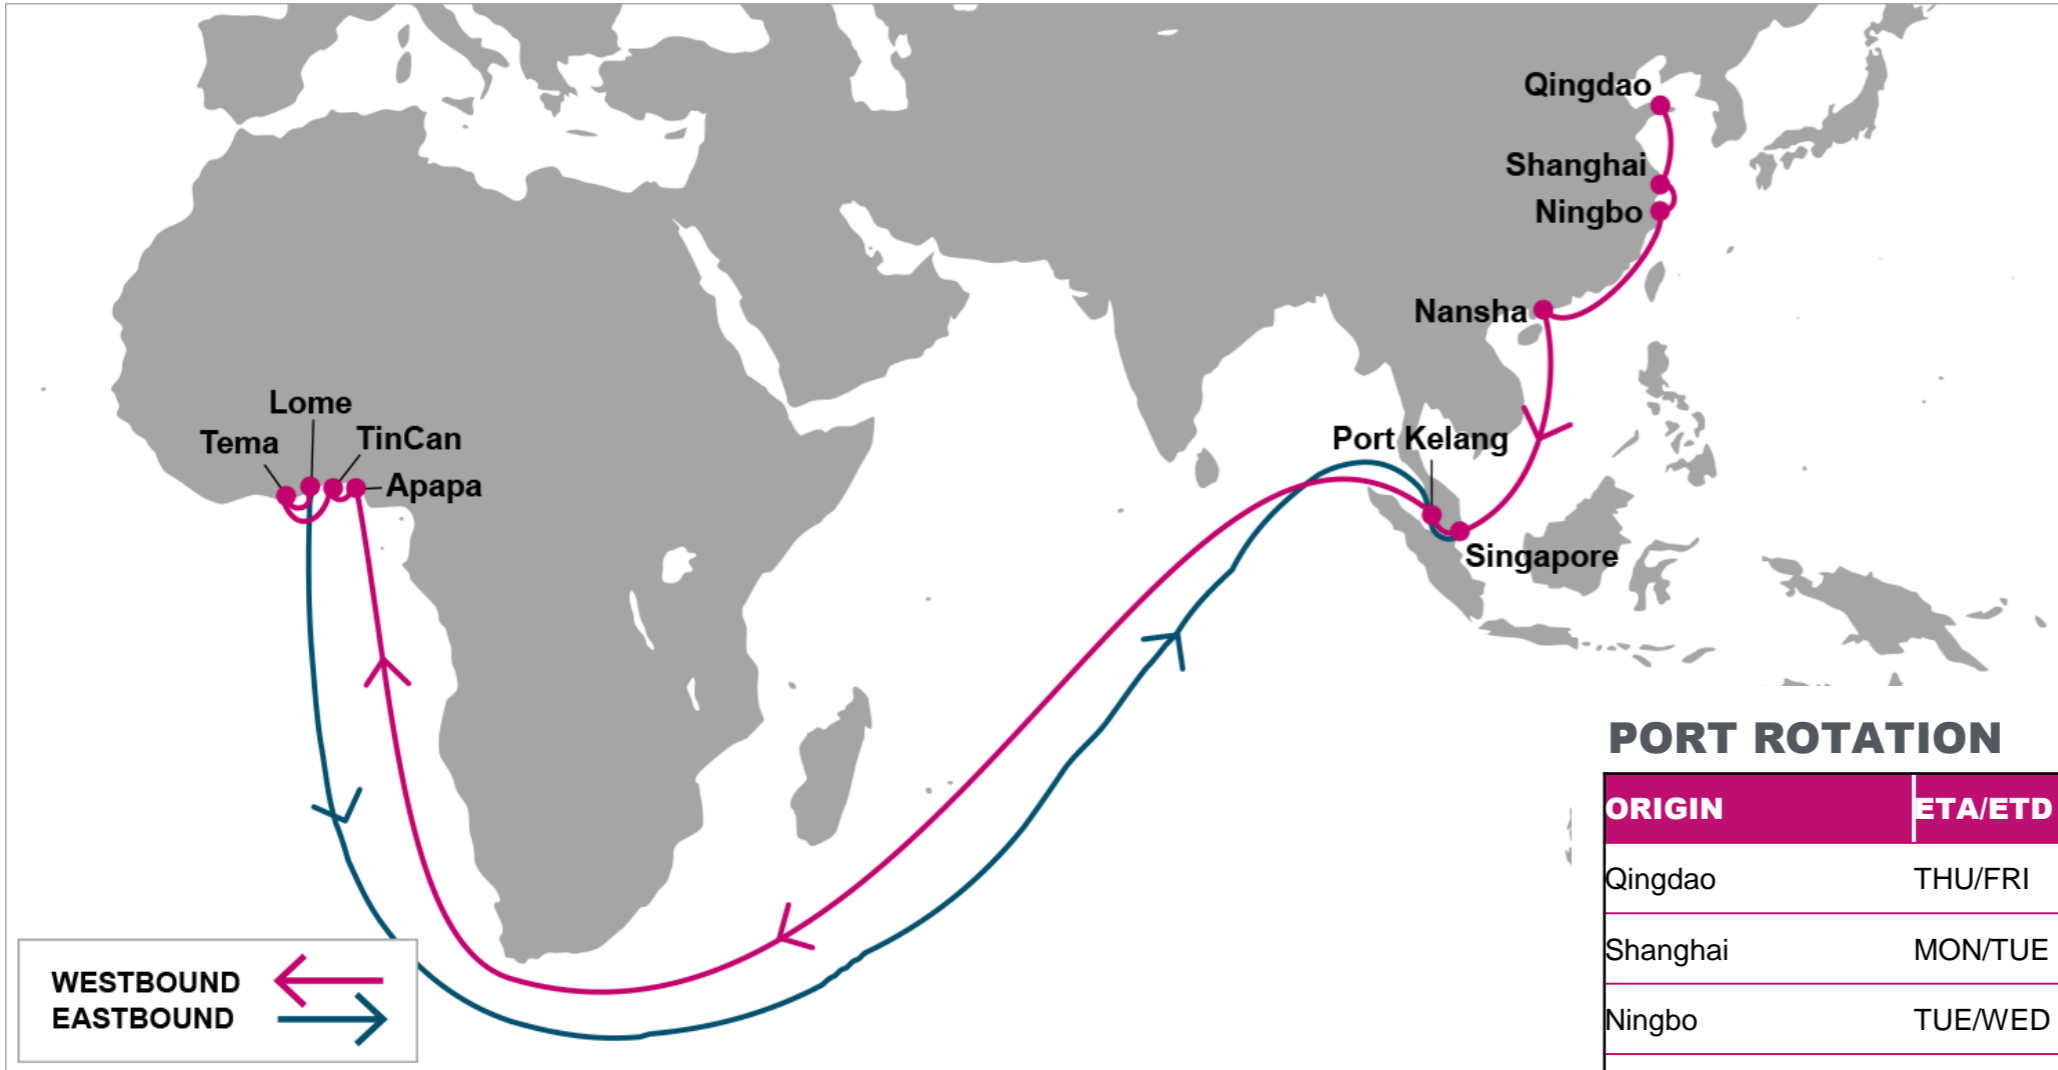 Qingdao
Shanghai
Ningbo
Nansha
Lome
Tema
TinCan
Apapa
Port Kelang
Singapore
PORT ROTATION
ORIGIN ETA/ETD
Qingdao THU/FRI
Shanghai MON/TUE
Ningbo TUE/WED
WESTBOUND
EASTBOUND